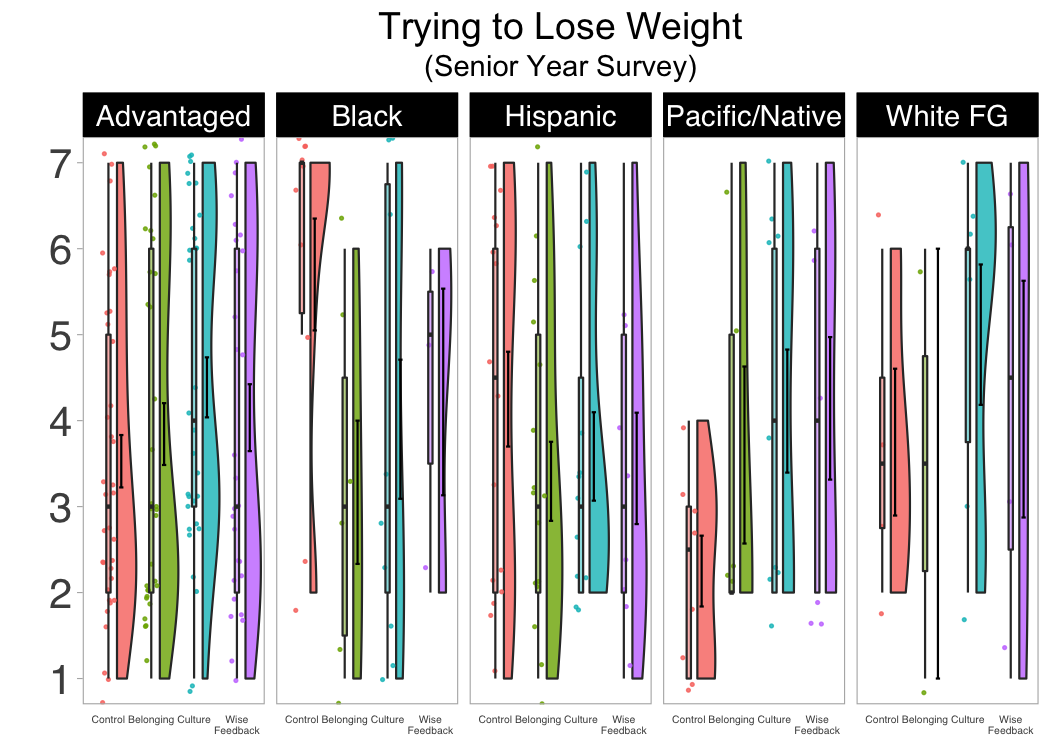 Trying to Lose Weight
(Senior Year Survey)
Advantaged Black Hispanic Pacific/Native White FG
7
6
5
4
3
2
1
Control Belonging Culture Wise Feedback Control Belonging Culture Wise Feedback Control Belonging Culture Wise Feedback Control Belonging Culture Wise Feedback Control Belonging Culture Wise Feedback